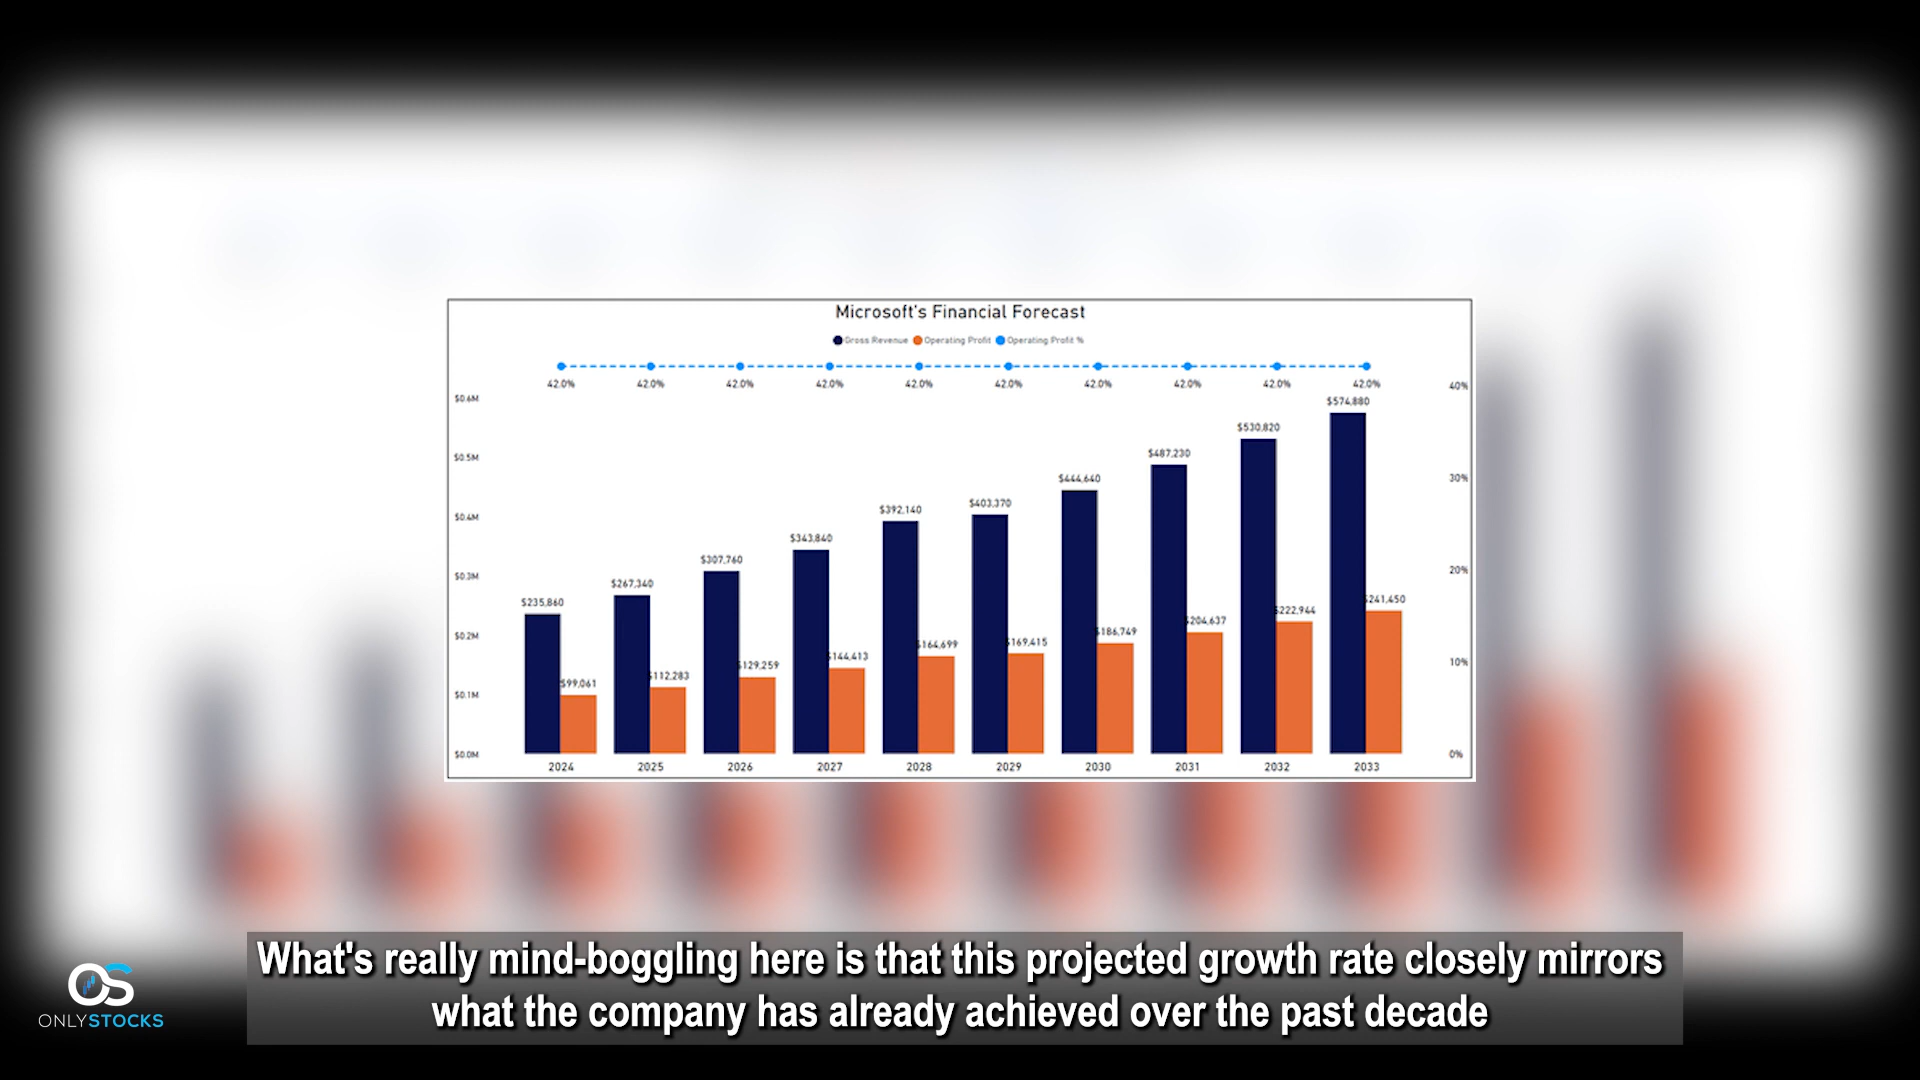 Microsoft's Financial Forecast
Gross Revenue Operating Profit Operating Profit %
42.0% 42.0% 42.0% 42.0% 42.0% 42.0% 42.0% 42.0% 42.0% 42.0%
$0.6M
$0.5M
$0.4M
$0.3M
$0.2M
$0.1M
$0.0M
40%
30%
20%
10%
0%
$235,860
$99,061
$267,340
$112,283
$307,760
$129,259
$343,840
$144,413
$392,140
$164,699
$403,370
$169,415
$444,640
$186,749
$487,230
$204,637
$530,820
$222,944
$574,880
$241,450
2024 2025 2026 2027 2028 2029 2030 2031 2032 2033
What's really mind-boggling here is that this projected growth rate closely mirrors
what the company has already achieved over the past decade
OS
ONLYSTOCKS